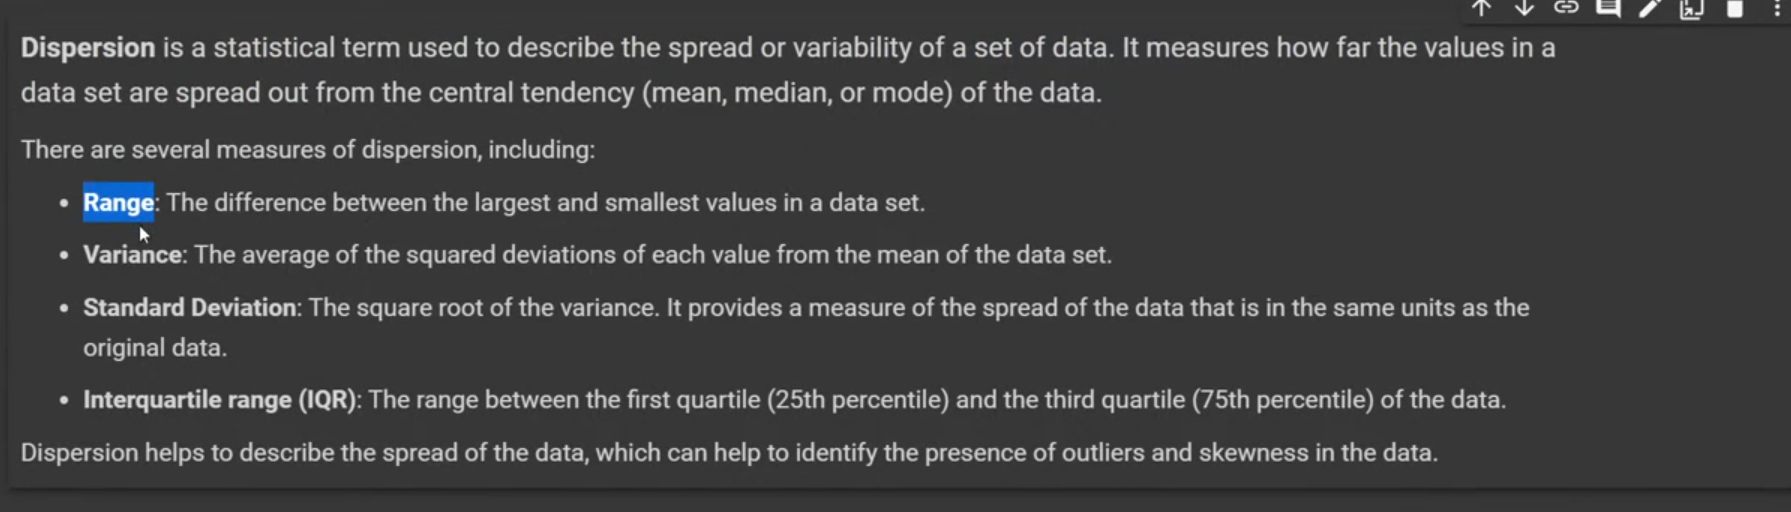 Dispersion is a statistical term used to describe the spread or variability of a set of data. It measures how far the values in a
data set are spread out from the central tendency (mean, median, or mode) of the data.
There are several measures of dispersion, including:
• Range: The difference between the largest and smallest values in a data set.
• Variance: The average of the squared deviations of each value from the mean of the data set.
• Standard Deviation: The square root of the variance. It provides a measure of the spread of the data that is in the same units as the
original data.
• Interquartile range (IQR): The range between the first quartile (25th percentile) and the third quartile (75th percentile) of the data.
Dispersion helps to describe the spread of the data, which can help to identify the presence of outliers and skewness in the data.